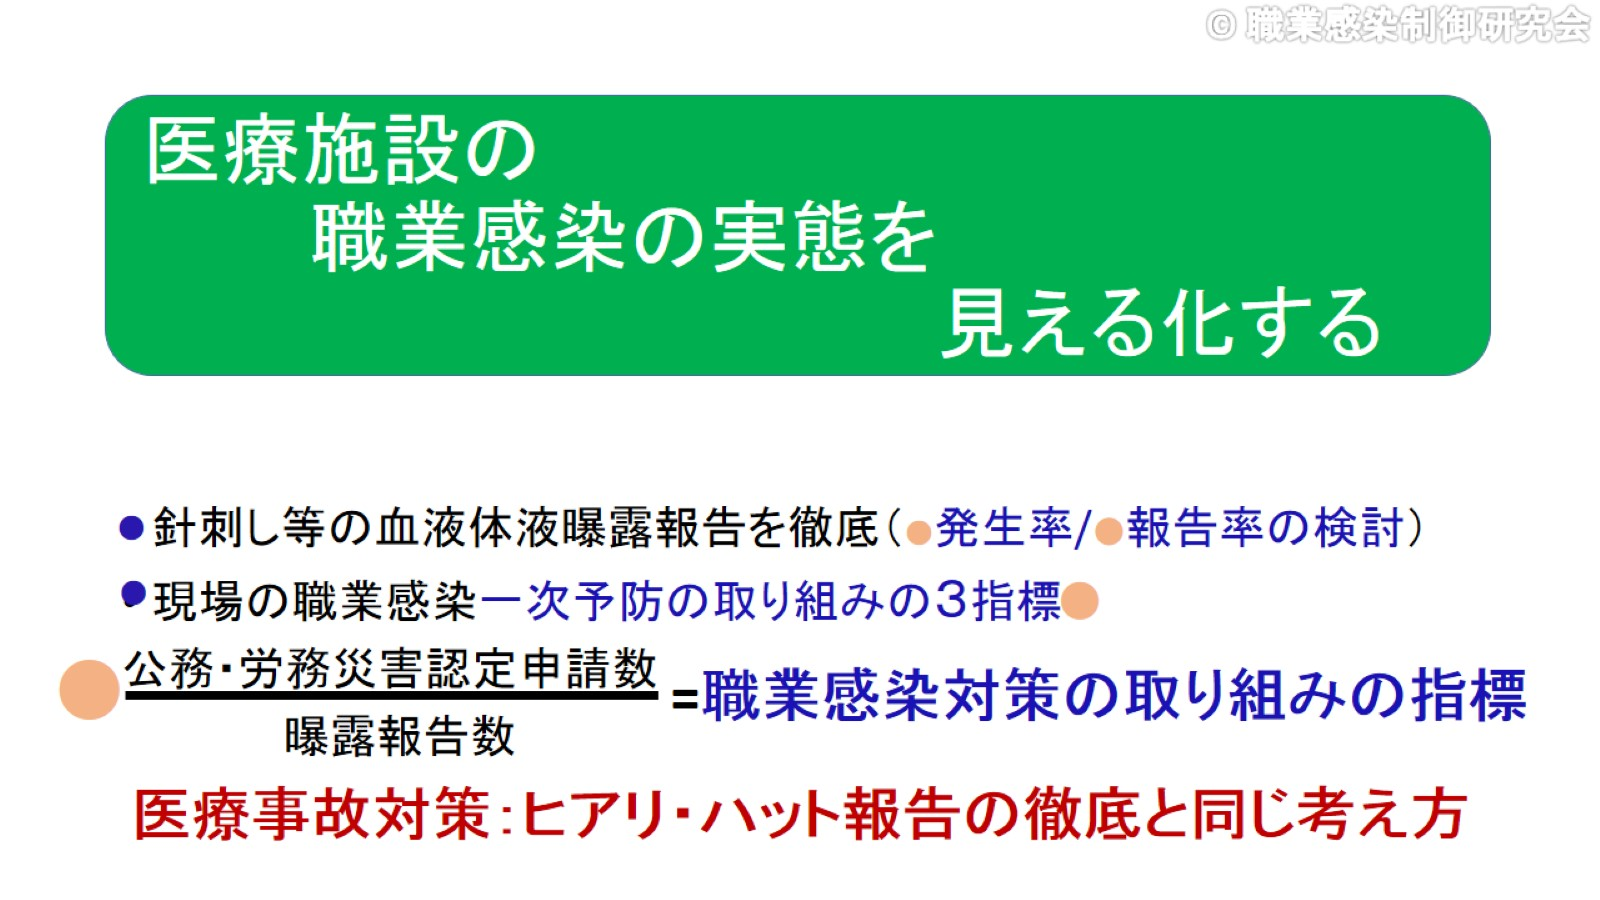 © 職業感染制御研究会
医療施設の
職業感染の実態を
見える化する
●針刺し等の血液体液曝露報告を徹底(●発生率/●報告率の検討)
●現場の職業感染一次予防の取り組みの3指標●
公務・労務災害認定申請数
=職業感染対策の取り組みの指標
曝露報告数
医療事故対策:ヒアリ・ハット報告の徹底と同じ考え方